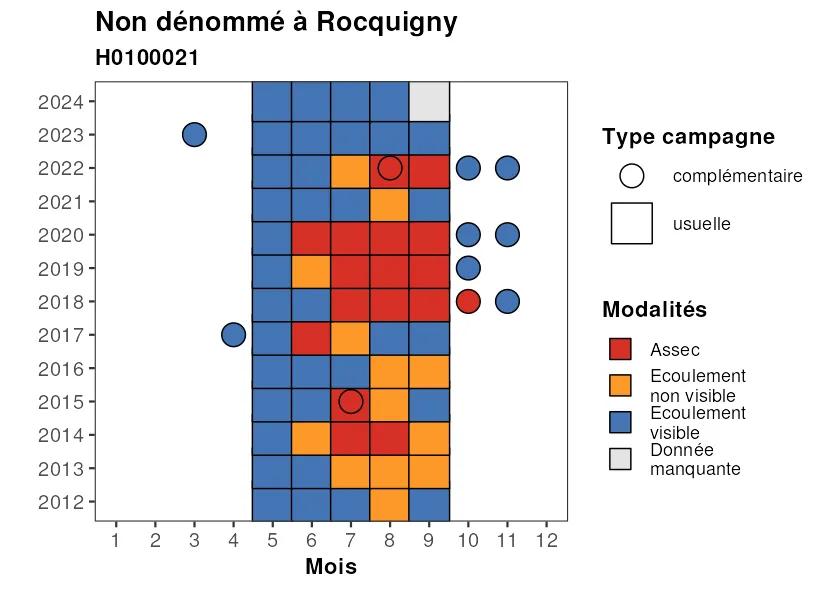 Non dénommé à Rocquigny
H0100021
2024
2023
2022
2021
2020
2019
2018
2017
2016
2015
2014
2013
2012
1 2 3 4 5 6 7 8 9 10 11 12
Mois
Type campagne
complémentaire
usuelle
Modalités
Assec
Ecoulement
non visible
Ecoulement
visible
Donnée
manquante